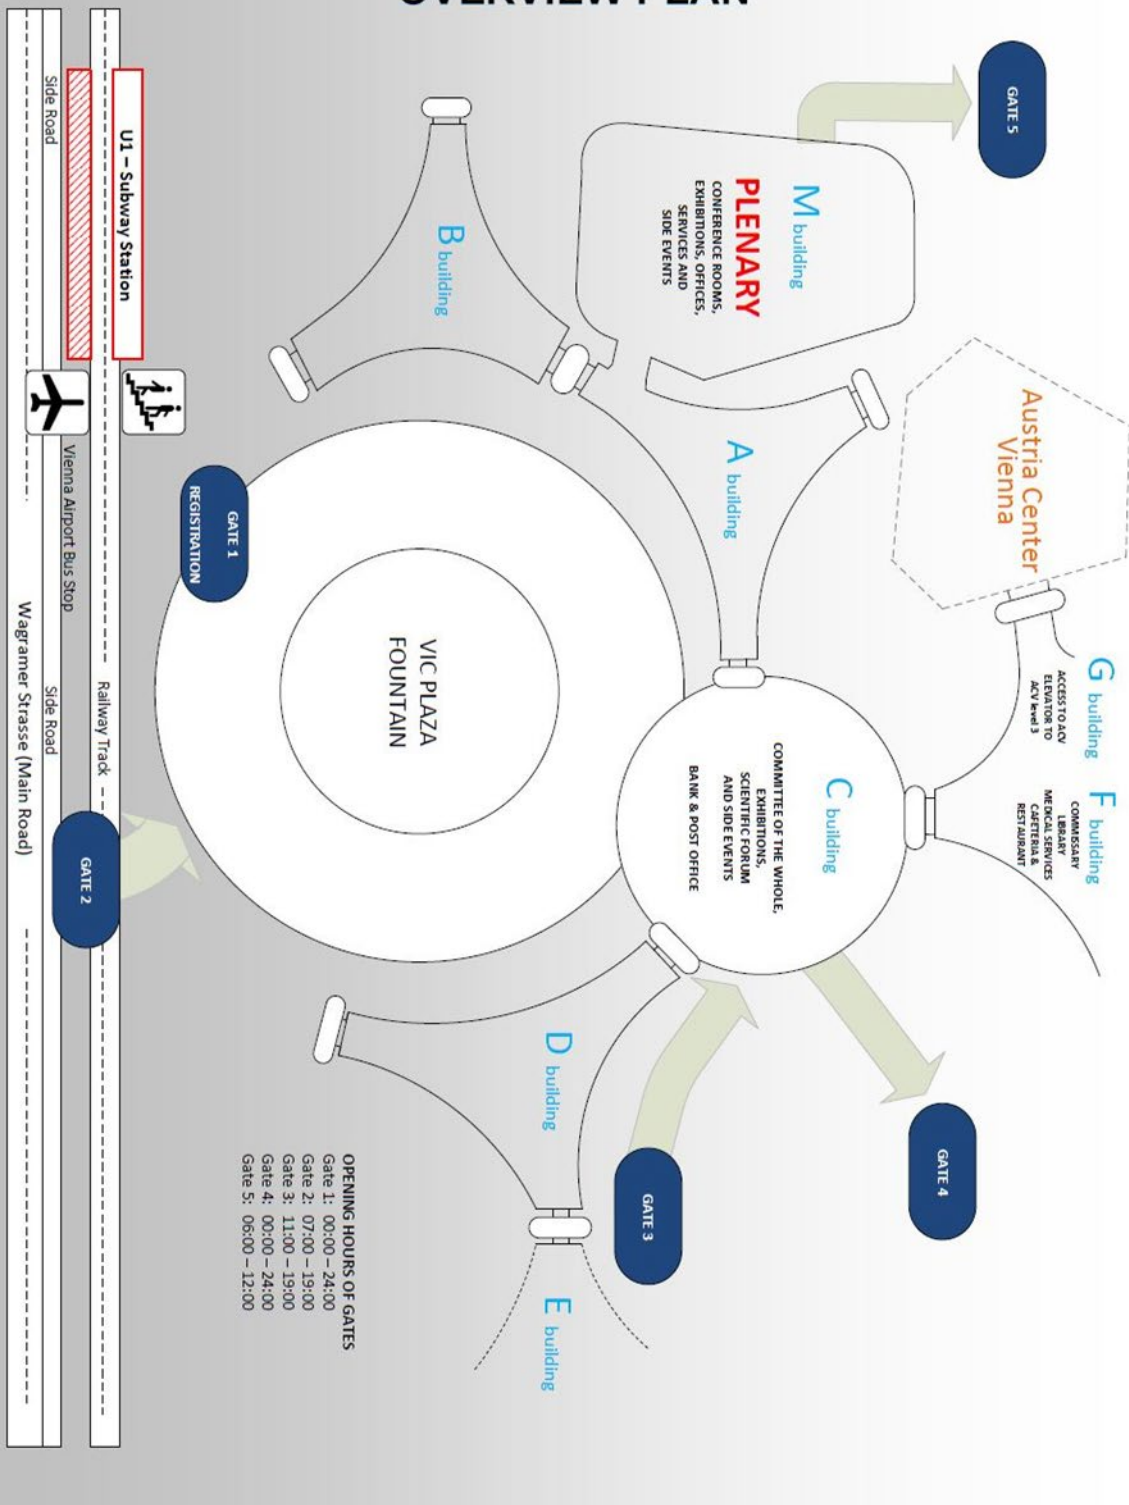 OVERVIEW PLAN
GATE 5
M building
PLENARY
CONFERENCE ROOMS,
EXHIBITIONS, OFFICES,
SERVICES AND
SIDE EVENTS
Austria Center
Vienna
G building
ACCESS TO ACV
ELEVATOR TO
ACV level 3
F building
COMMISSARY
LIBRARY
MEDICAL SERVICES
CAFETERIA &
RESTAURANT
A building
B building
C building
COMMITTEE OF THE WHOLE,
EXHIBITIONS,
SCIENTIFIC FORUM
AND SIDE EVENTS
BANK & POST OFFICE
GATE 4
GATE 3
VIC PLAZA
FOUNTAIN
D building
E building
GATE 1
REGISTRATION
OPENING HOURS OF GATES
Gate 1: 00:00 – 24:00
Gate 2: 07:00 – 19:00
Gate 3: 11:00 – 19:00
Gate 4: 00:00 – 24:00
Gate 5: 06:00 – 12:00
U1 – Subway Station
Railway Track
GATE 2
Vienna Airport Bus Stop
Side Road
Side Road
Wagramer Strasse (Main Road)